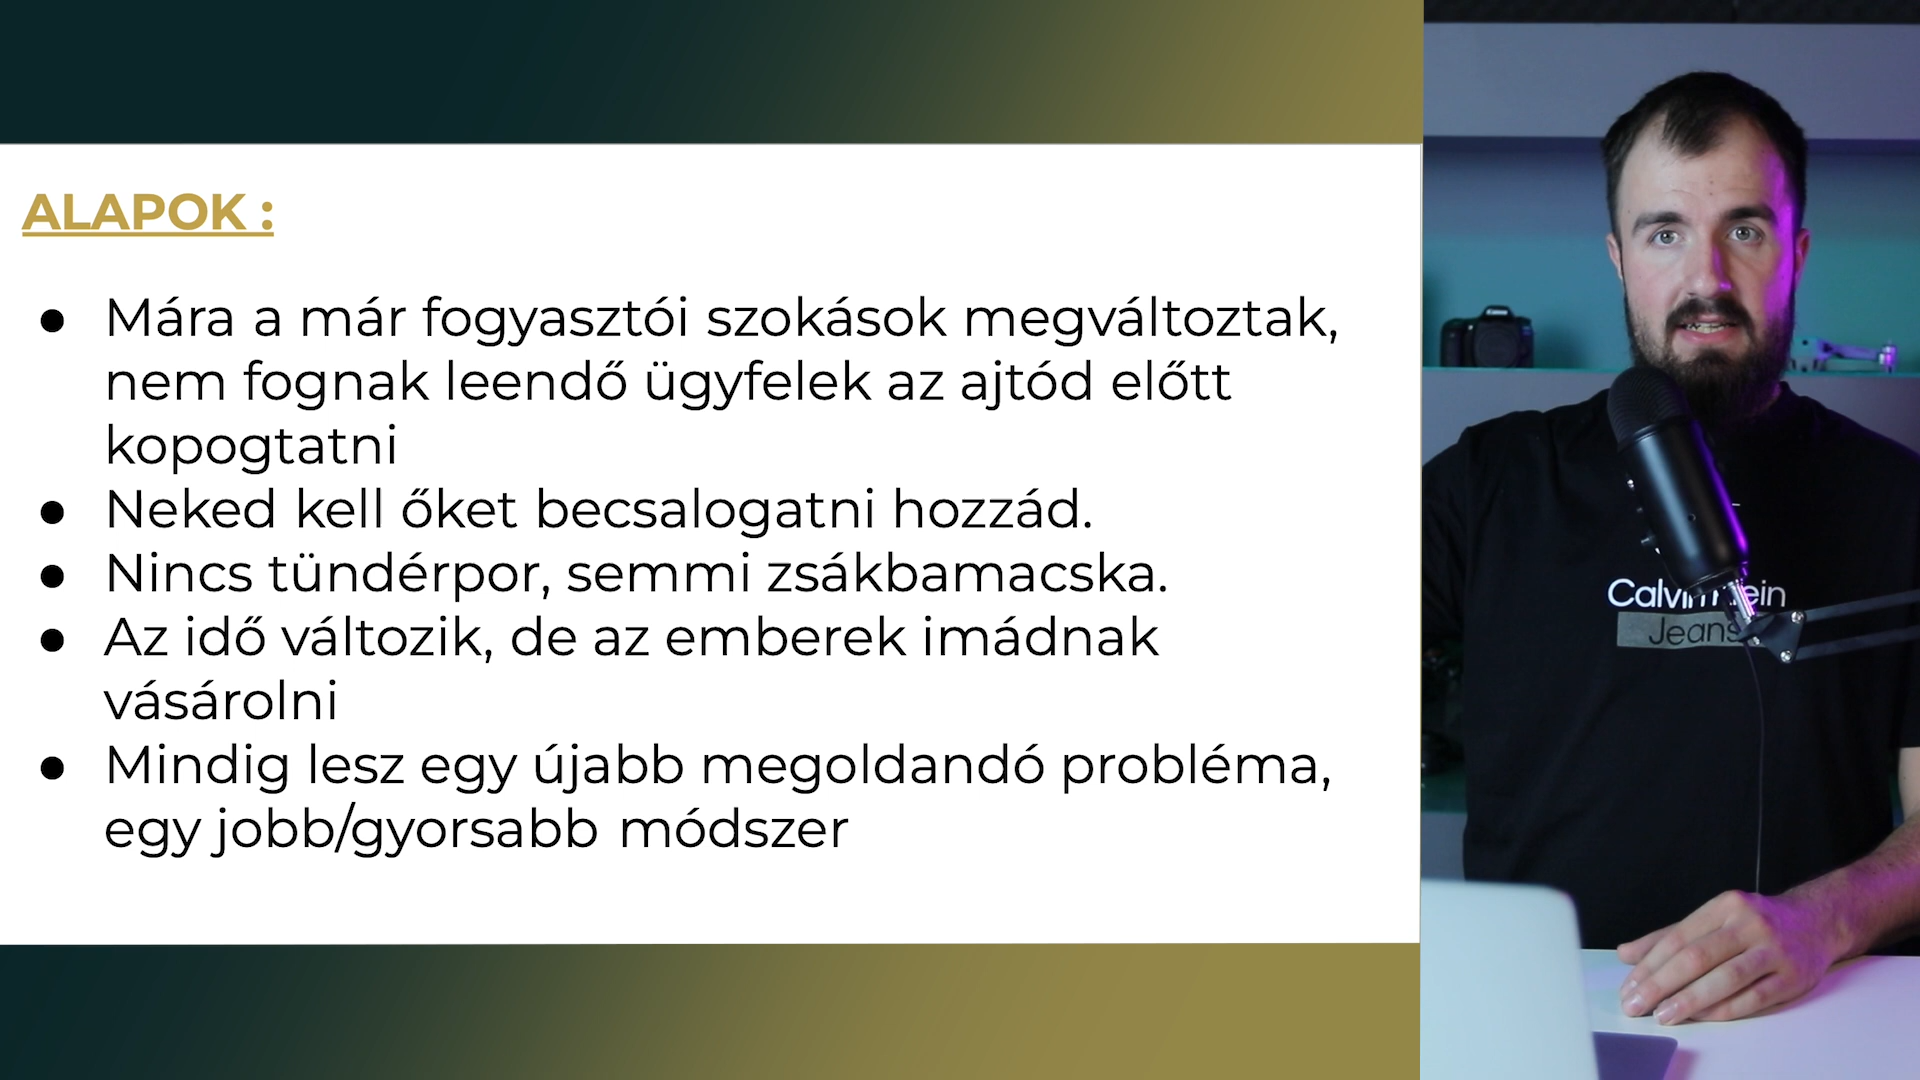 ALAPOK :
● Mára a már fogyasztói szokások megváltoztak,
nem fognak leendő ügyfelek az ajtód előtt
kopogtatni
● Neked kell őket becsalogatni hozzád.
● Nincs tündérpor, semmi zsákbamacska.
● Az idő változik, de az emberek imádnak
vásárolni
● Mindig lesz egy újabb megoldandó probléma,
egy jobb/gyorsabb módszer
Calvin Klein
Jeans